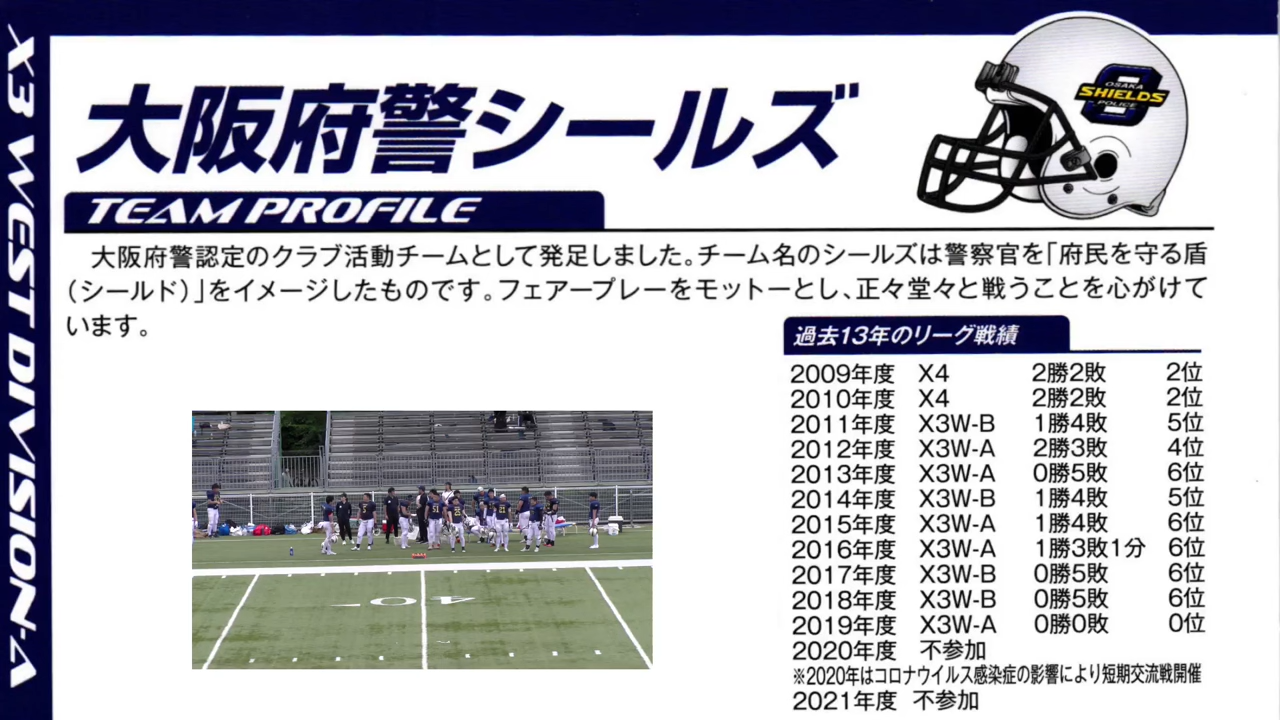 X3 WEST DIVISION-A
大阪府警シールズ
OSAKA
SHIELDS
POLICE
TEAM PROFILE
大阪府警認定のクラブ活動チームとして発足しました。チーム名のシールズは警察官を「府民を守る盾
(シールド)」をイメージしたものです。フェアープレーをモットーとし、正々堂々と戦うことを心がけて
います。
過去13年のリーグ戦績
2009年度 X4 2勝2敗 2位
2010年度 X4 2勝2敗 2位
2011年度 X3W-B 1勝4敗 5位
2012年度 X3W-A 2勝3敗 4位
2013年度 X3W-A 0勝5敗 6位
2014年度 X3W-B 1勝4敗 5位
2015年度 X3W-A 1勝4敗 6位
2016年度 X3W-A 1勝3敗1分 6位
2017年度 X3W-B 0勝5敗 6位
2018年度 X3W-B 0勝5敗 6位
2019年度 X3W-A 0勝0敗 0位
2020年度 不参加
※2020年はコロナウイルス感染症の影響により短期交流戦開催
2021年度 不参加
40